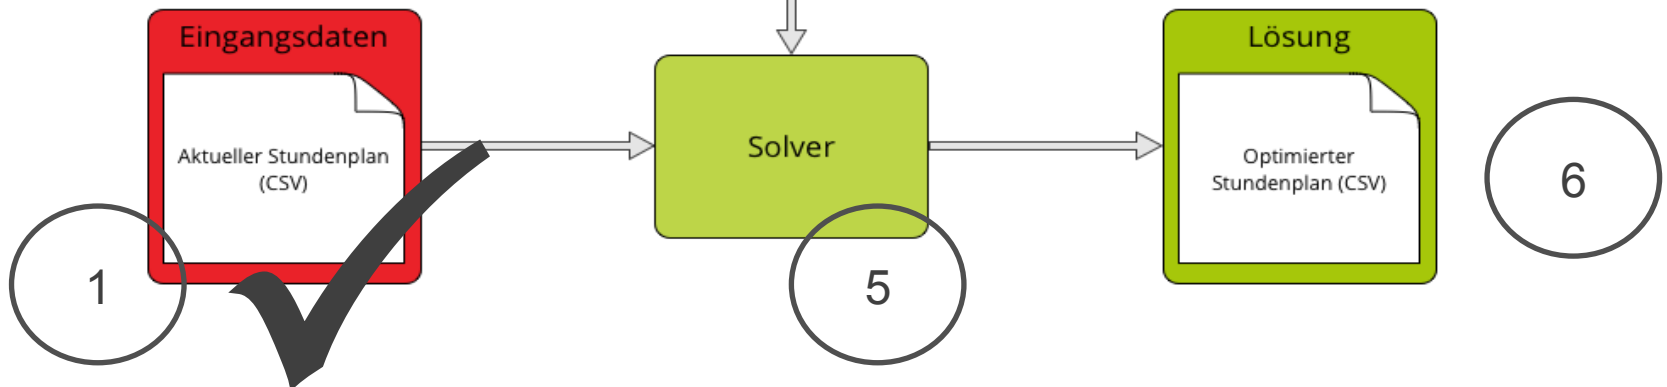 Eingangsdaten
Aktueller Stundenplan
(CSV)
1
Solver
5
Lösung
Optimierter
Stundenplan (CSV)
6